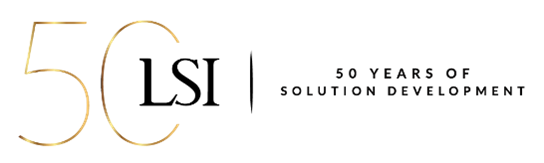 50 LSI
50 YEARS OF
SOLUTION DEVELOPMENT